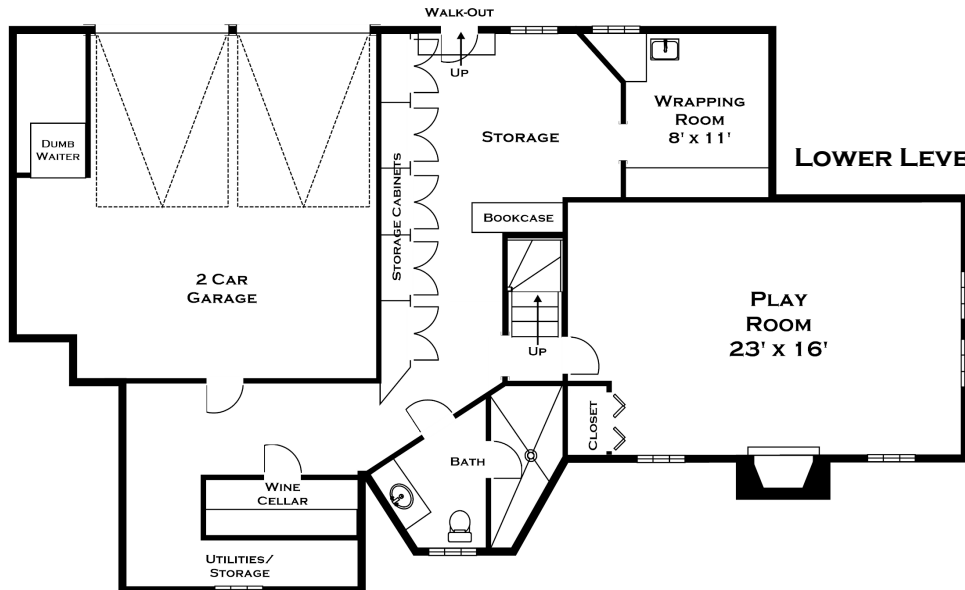 WALK-OUT
UP
DUMB
WAITER
STORAGE CABINETS
STORAGE
WRAPPING
ROOM
8' X 11'
LOWER LEVE
BOOKCASE
2 CAR
GARAGE
UP
PLAY
ROOM
23' X 16'
CLOSET
BATH
WINE
CELLAR
UTILITIES/
STORAGE